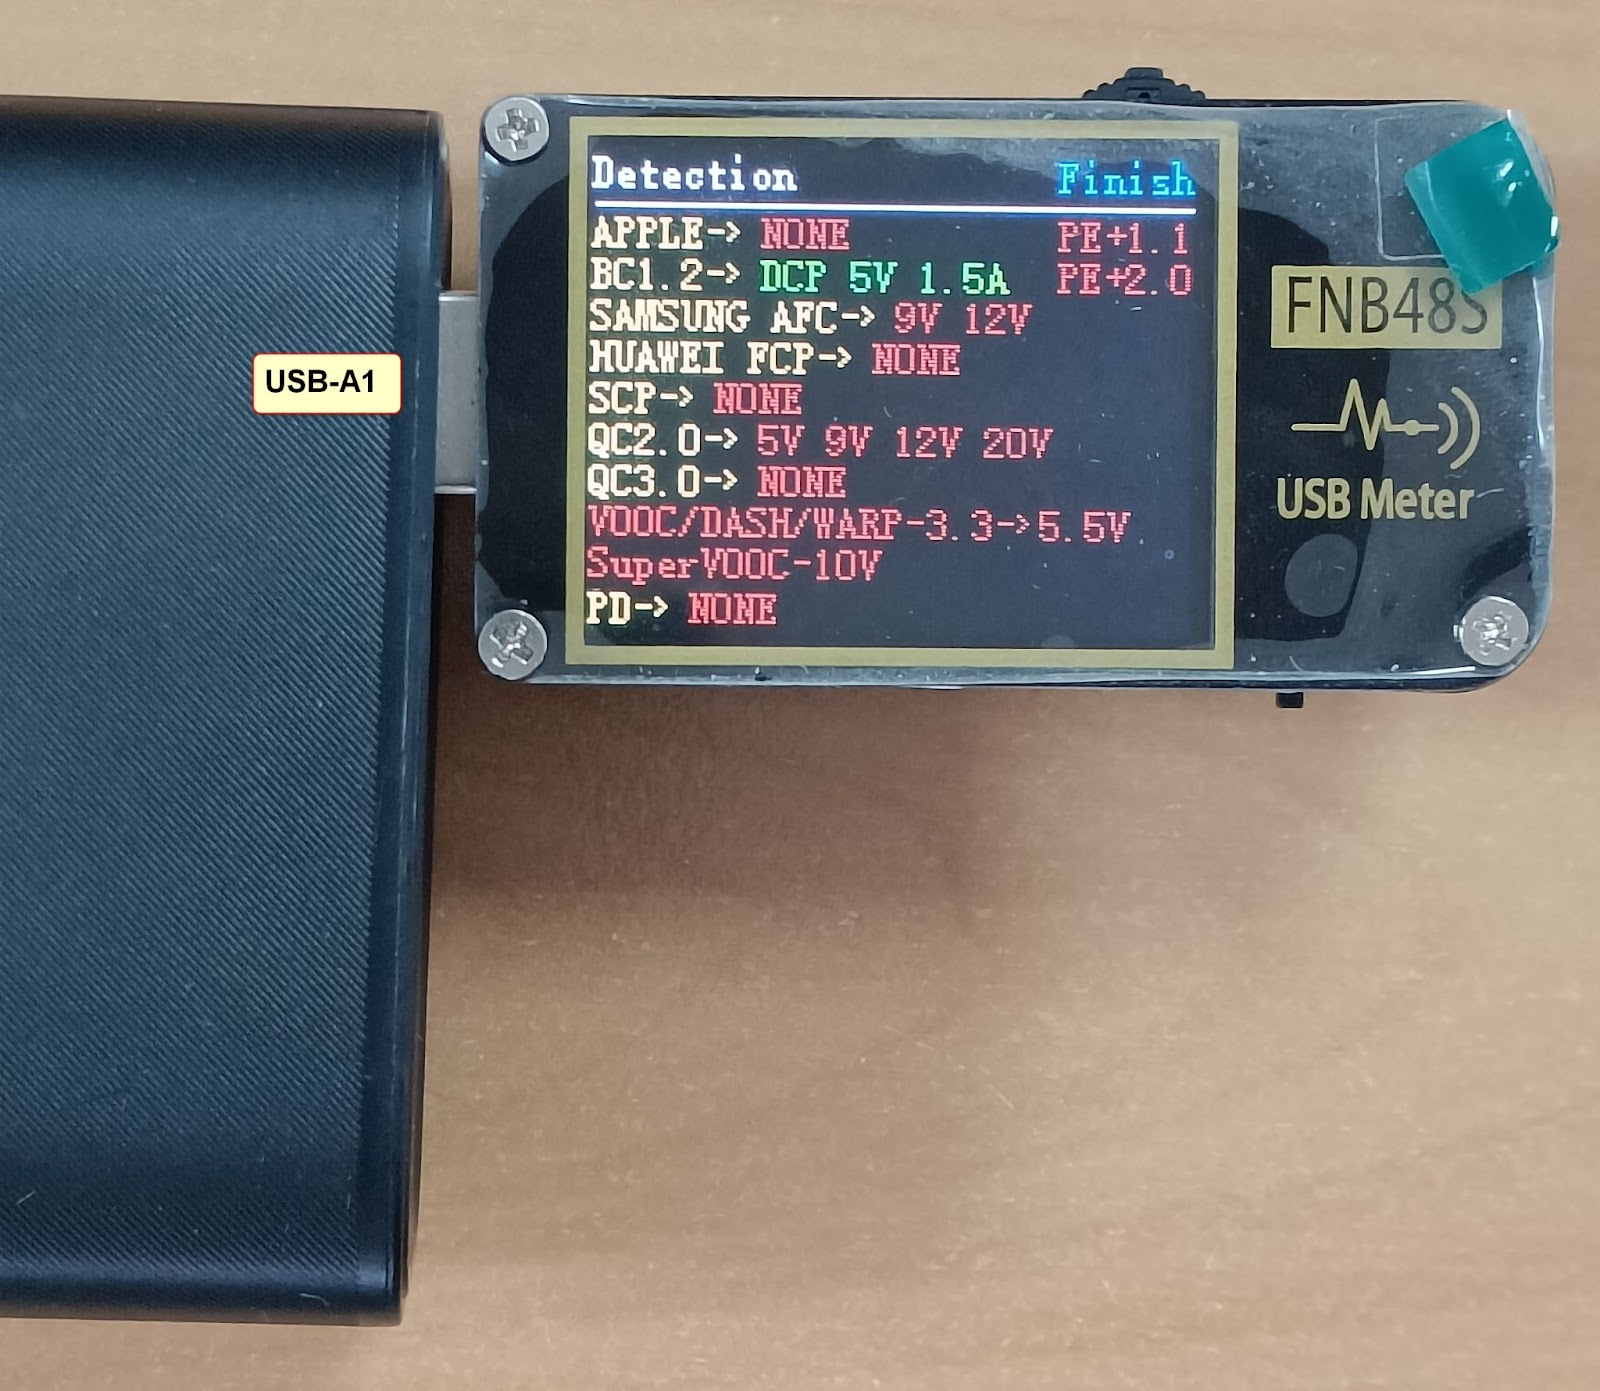 Detection Finish
APPLE-> NONE PE+1.1
BC1.2-> DCP 5V 1.5A PE+2.0
SAMSUNG AFC-> 9V 12V
HUAWEI FCP-> NONE
SCP-> NONE
QC2.0-> 5V 9V 12V 20V
QC3.0-> NONE
VOOC/DASH/WARP-3.3->5.5V
SuperVOOC-10V
PD-> NONE
FNB48S
USB Meter
USB-A1